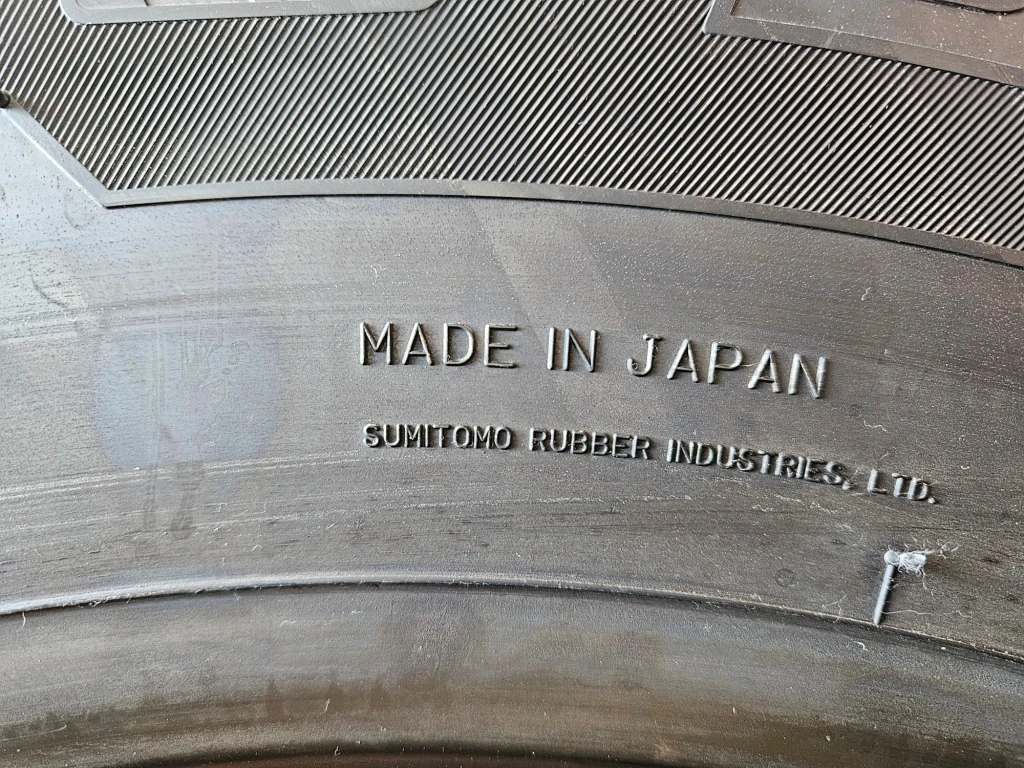 MADE IN JAPAN
SUMITOMO RUBBER INDUSTRIES, LTD.